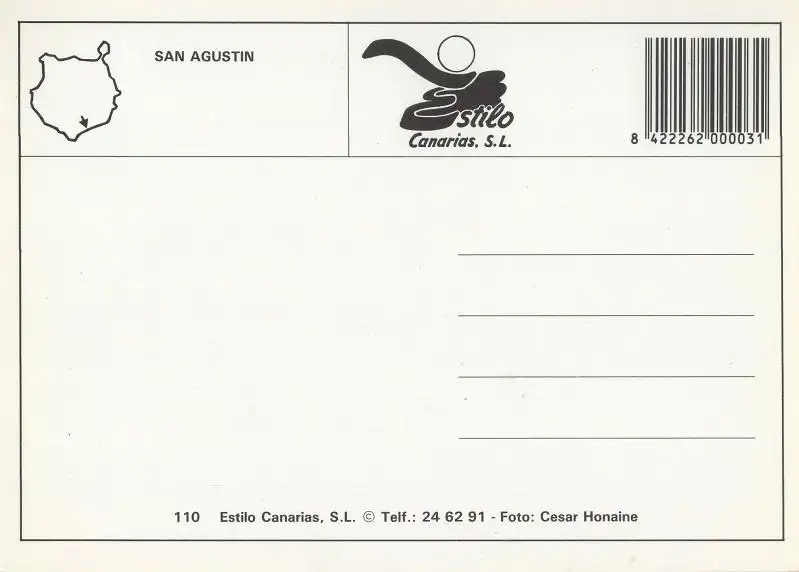 SAN AGUSTIN
Estilo
Canarias, S.L.
8 422262 000031
110 Estilo Canarias, S.L. © Telf.: 24 62 91 - Foto: Cesar Honaine